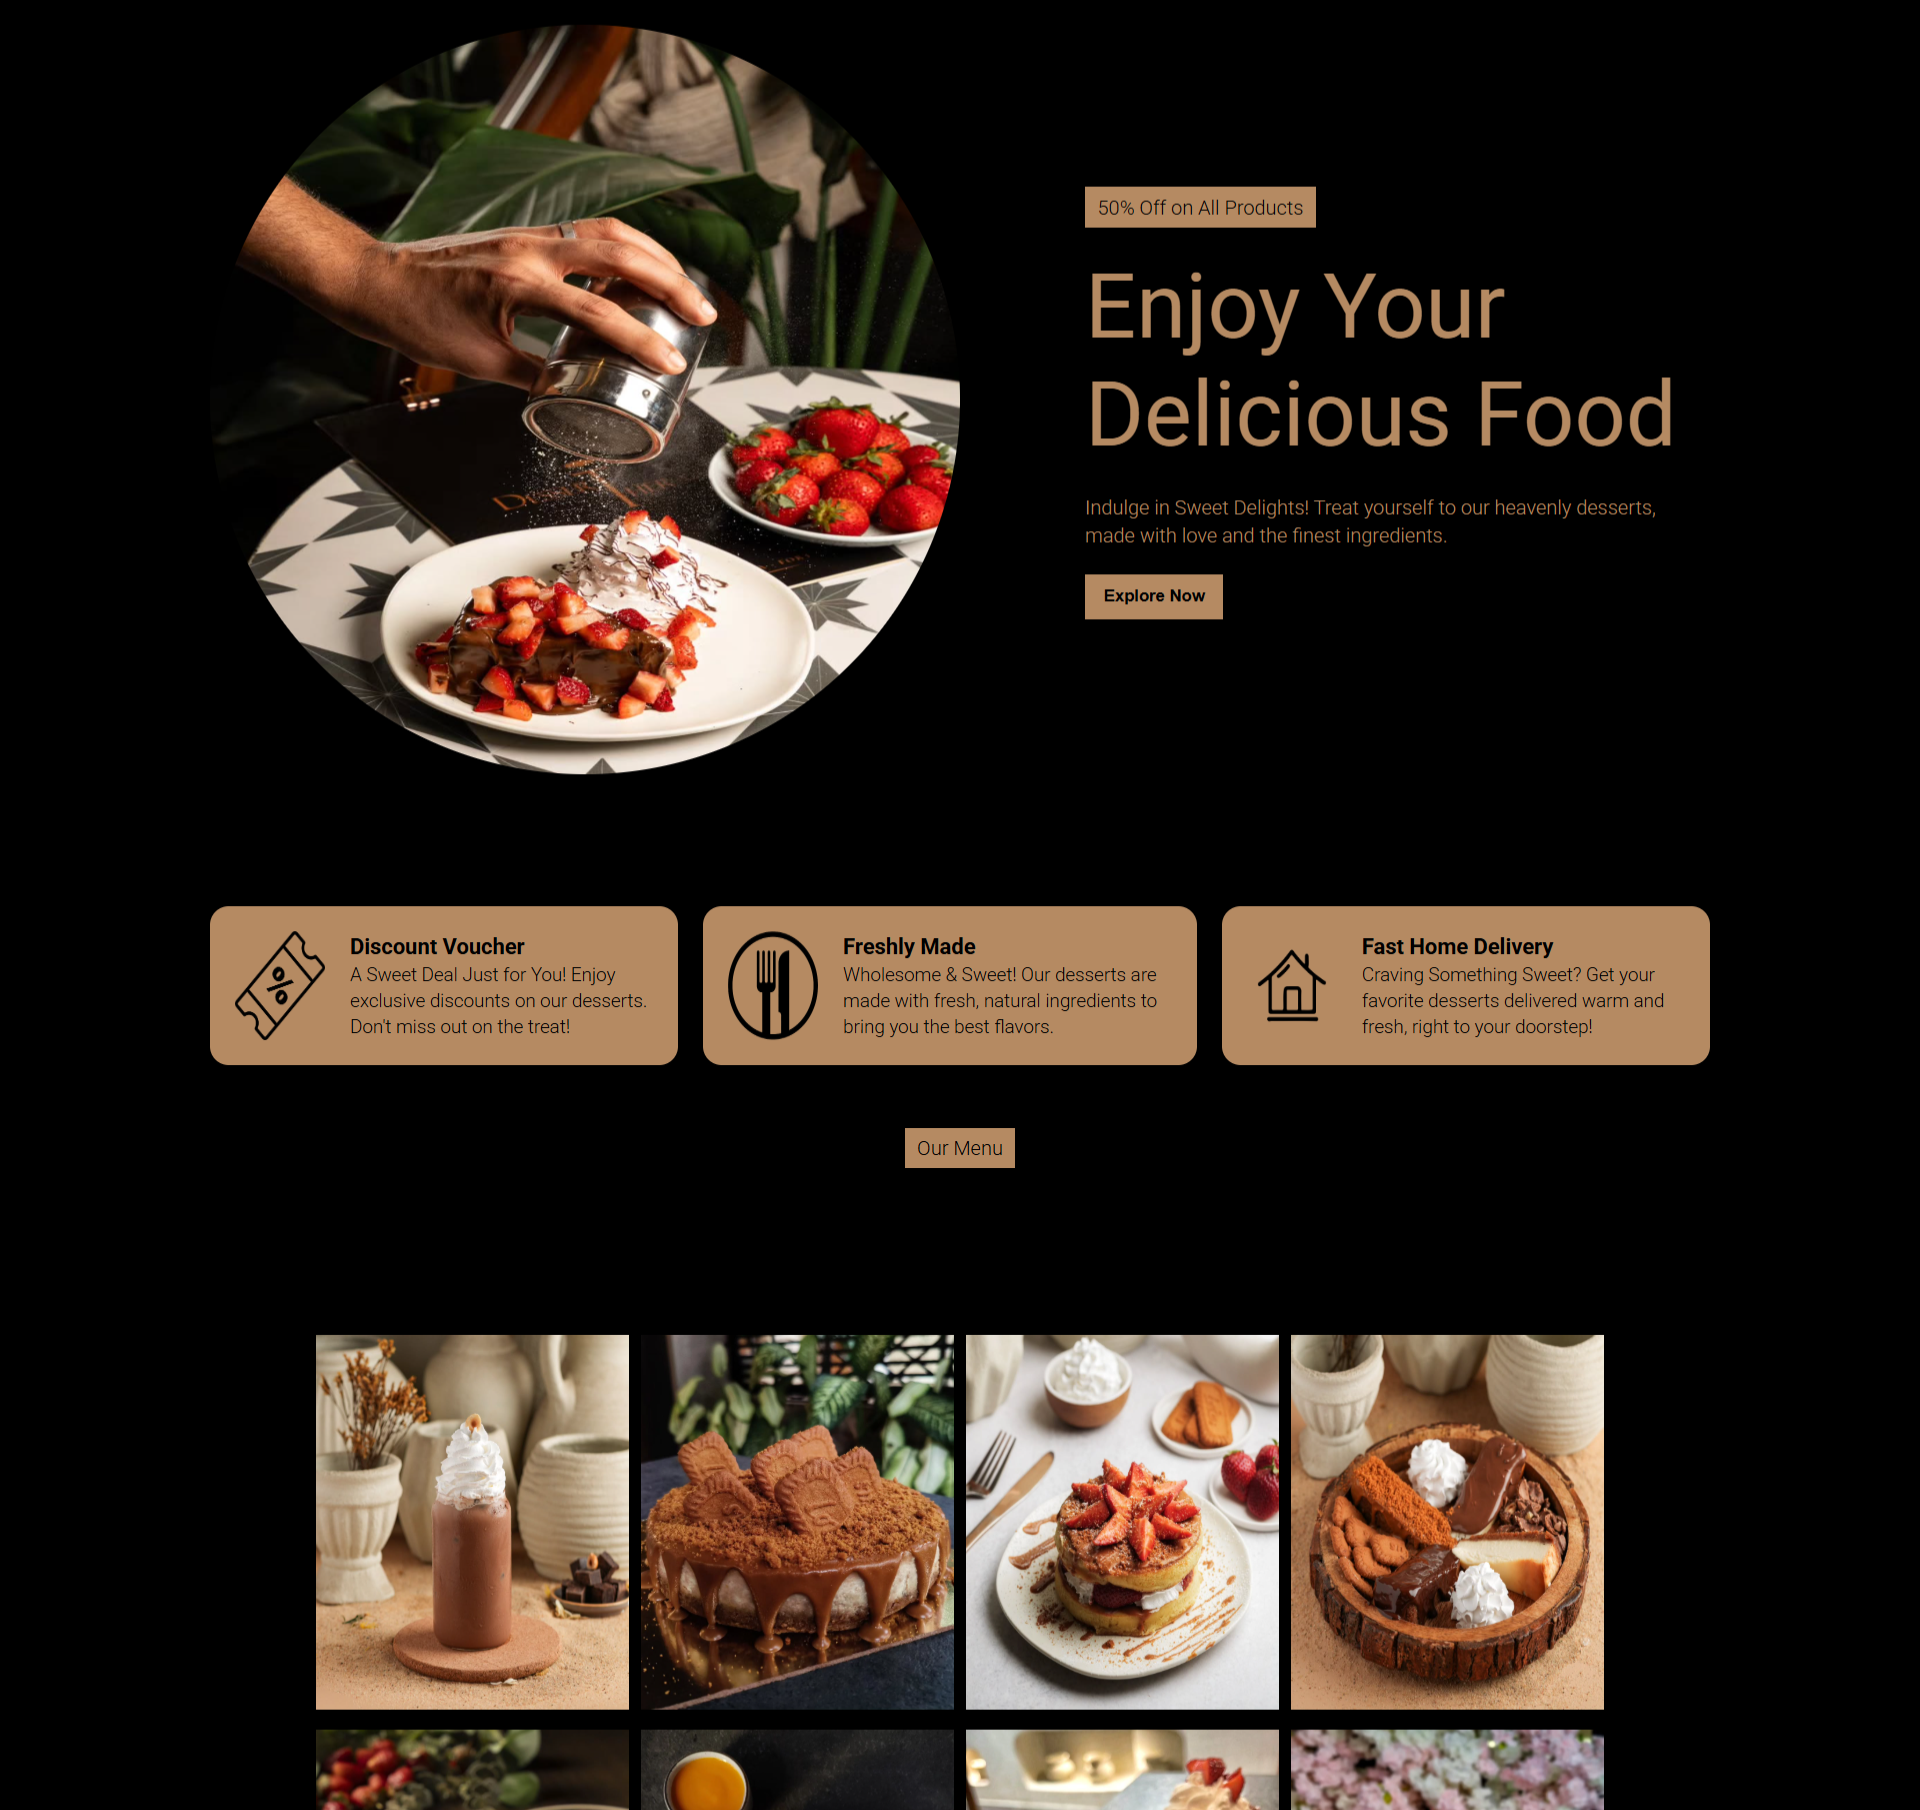 50% Off on All Products
Enjoy Your
Delicious Food
Indulge in Sweet Delights! Treat yourself to our heavenly desserts,
made with love and the finest ingredients.
Explore Now
Discount Voucher
A Sweet Deal Just for You! Enjoy
exclusive discounts on our desserts.
Don't miss out on the treat!
Freshly Made
Wholesome & Sweet! Our desserts are
made with fresh, natural ingredients to
bring you the best flavors.
Fast Home Delivery
Craving Something Sweet? Get your
favorite desserts delivered warm and
fresh, right to your doorstep!
Our Menu